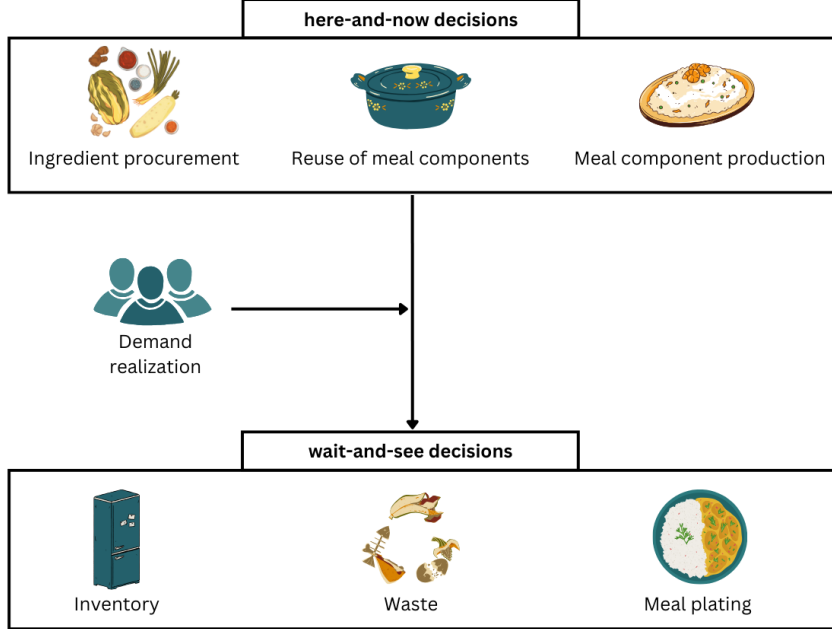 here-and-now decisions
Ingredient procurement
Reuse of meal components
Meal component production
Demand
realization
wait-and-see decisions
Inventory
Waste
Meal plating